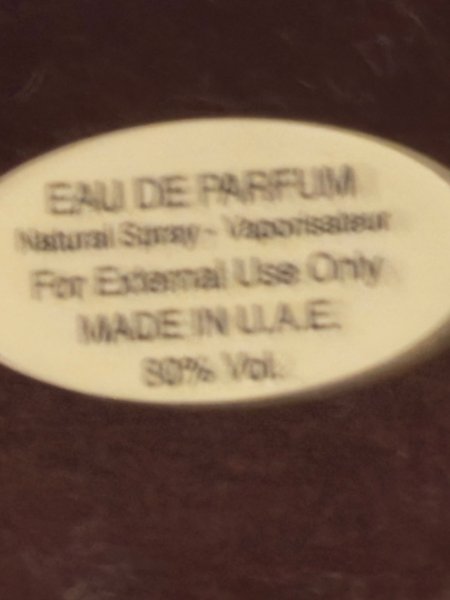 EAU DE PARFUM
Natural Spray - Vaporisateur
For External Use Only
MADE IN U.A.E.
80% Vol.